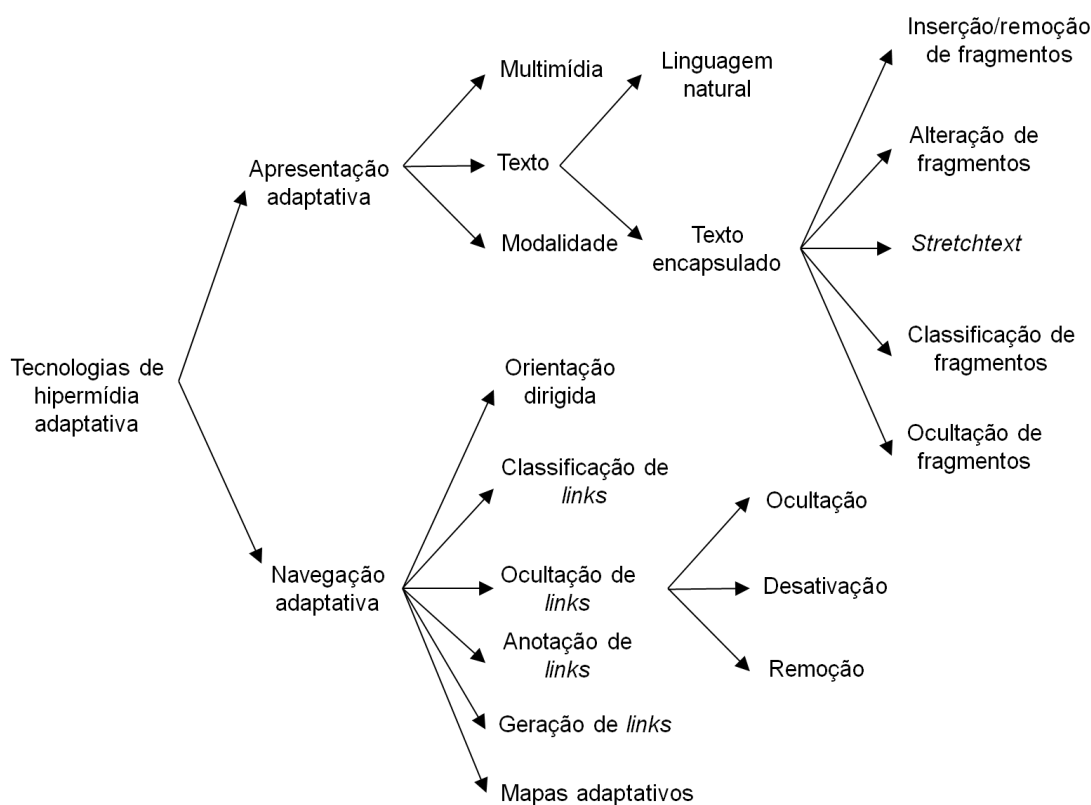 Inserção/remoção
de fragmentos
Multimídia
Linguagem
natural
Alteração de
fragmentos
Apresentação
adaptativa
Texto
Modalidade
Texto
encapsulado
Stretchtext
Classificação de
fragmentos
Tecnologias de
hipermídia
adaptativa
Orientação
dirigida
Ocultação de
fragmentos
Classificação de
links
Ocultação
Navegação
adaptativa
Ocultação de
links
Desativação
Anotação de
links
Remoção
Geração de links
Mapas adaptativos